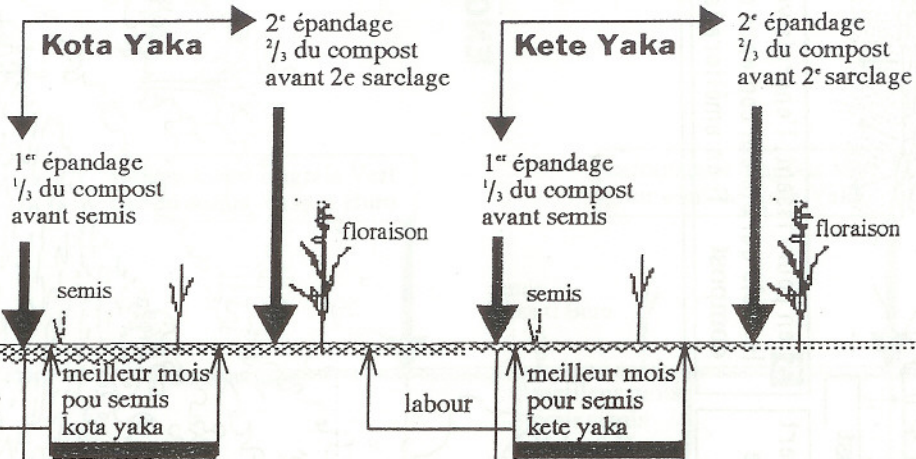 Kota Yaka
2ᵉ épandage
²/₃ du compost
avant 2e sarclage
1ᵉʳ épandage
¹/₃ du compost
avant semis
semis
floraison
meilleur mois
pou semis
kota yaka
labour
Kete Yaka
2ᵉ épandage
²/₃ du compost
avant 2ᵉ sarclage
1ᵉʳ épandage
¹/₃ du compost
avant semis
semis
floraison
meilleur mois
pour semis
kete yaka